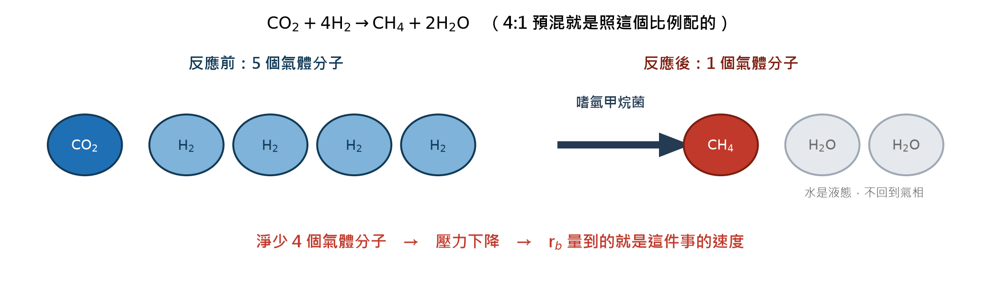 CO₂ + 4H₂ → CH₄ + 2H₂O （4:1 預混就是照這個比例配的）
反應前：5 個氣體分子
反應後：1 個氣體分子
嗜氫甲烷菌
CO₂ H₂ H₂ H₂ H₂ CH₄ H₂O H₂O
水是液態，不回到氣相
淨少 4 個氣體分子 → 壓力下降 → r_b 量到的就是這件事的速度